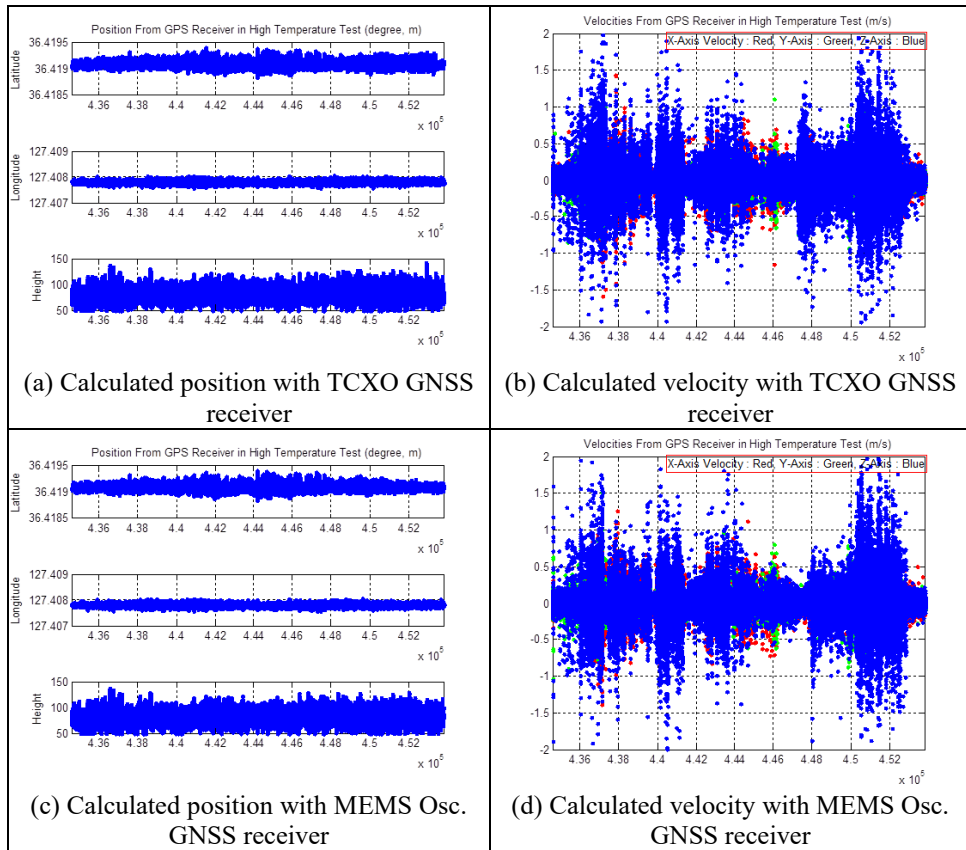 Position From GPS Receiver in High Temperature Test (degree, m)
Latitude
36.4195
36.419
36.4185
4.36 4.38 4.4 4.42 4.44 4.46 4.48 4.5 4.52
x 10^5
Longitude
127.409
127.408
127.407
4.36 4.38 4.4 4.42 4.44 4.46 4.48 4.5 4.52
x 10^5
Height
150
100
50
4.36 4.38 4.4 4.42 4.44 4.46 4.48 4.5 4.52
x 10^5
(a) Calculated position with TCXO GNSS
receiver
Velocities From GPS Receiver in High Temperature Test (m/s)
X-Axis Velocity : Red, Y-Axis : Green, Z-Axis : Blue
2
1.5
1
0.5
0
-0.5
-1
-1.5
-2
4.36 4.38 4.4 4.42 4.44 4.46 4.48 4.5 4.52
x 10^5
(b) Calculated velocity with TCXO GNSS
receiver
Position From GPS Receiver in High Temperature Test (degree, m)
Latitude
36.4195
36.419
36.4185
4.36 4.38 4.4 4.42 4.44 4.46 4.48 4.5 4.52
x 10^5
Longitude
127.409
127.408
127.407
4.36 4.38 4.4 4.42 4.44 4.46 4.48 4.5 4.52
x 10^5
Height
150
100
50
4.36 4.38 4.4 4.42 4.44 4.46 4.48 4.5 4.52
x 10^5
(c) Calculated position with MEMS Osc.
GNSS receiver
Velocities From GPS Receiver in High Temperature Test (m/s)
X-Axis Velocity : Red, Y-Axis : Green, Z-Axis : Blue
2
1.5
1
0.5
0
-0.5
-1
-1.5
-2
4.36 4.38 4.4 4.42 4.44 4.46 4.48 4.5 4.52
x 10^5
(d) Calculated velocity with MEMS Osc.
GNSS receiver